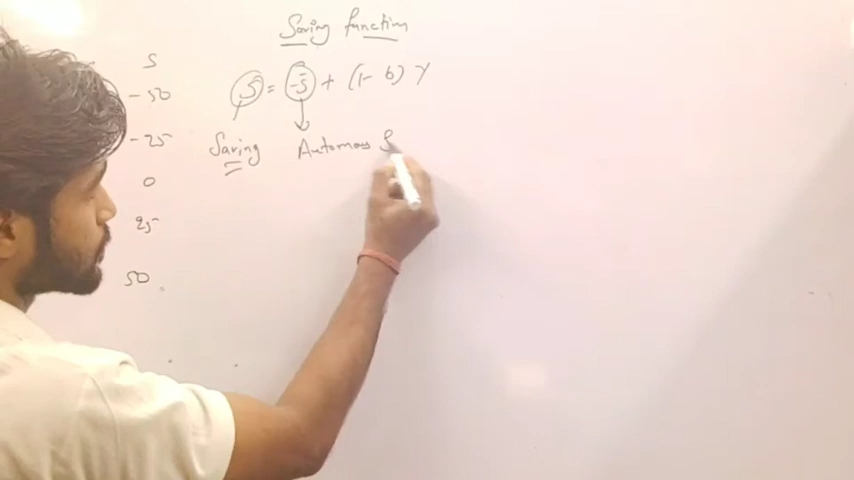 Saving function
S
S = -S̄ + (1- b) Y
-50
-25
Saving Automous S
0
25
50